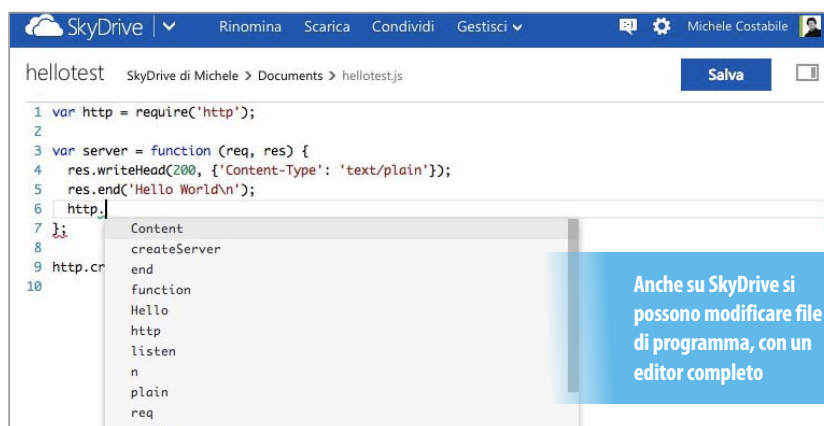 SkyDrive Rinomina Scarica Condividi Gestisci Michele Costabile
hellotest SkyDrive di Michele > Documents > hellotest.js Salva
1 var http = require('http');
2
3 var server = function (req, res) {
4 res.writeHead(200, {'Content-Type': 'text/plain'});
5 res.end('Hello World\n');
6 http.
7 };
8
9 http.cr
10
Content
createServer
end
function
Hello
http
listen
n
plain
req
Anche su SkyDrive si
possono modificare file
di programma, con un
editor completo